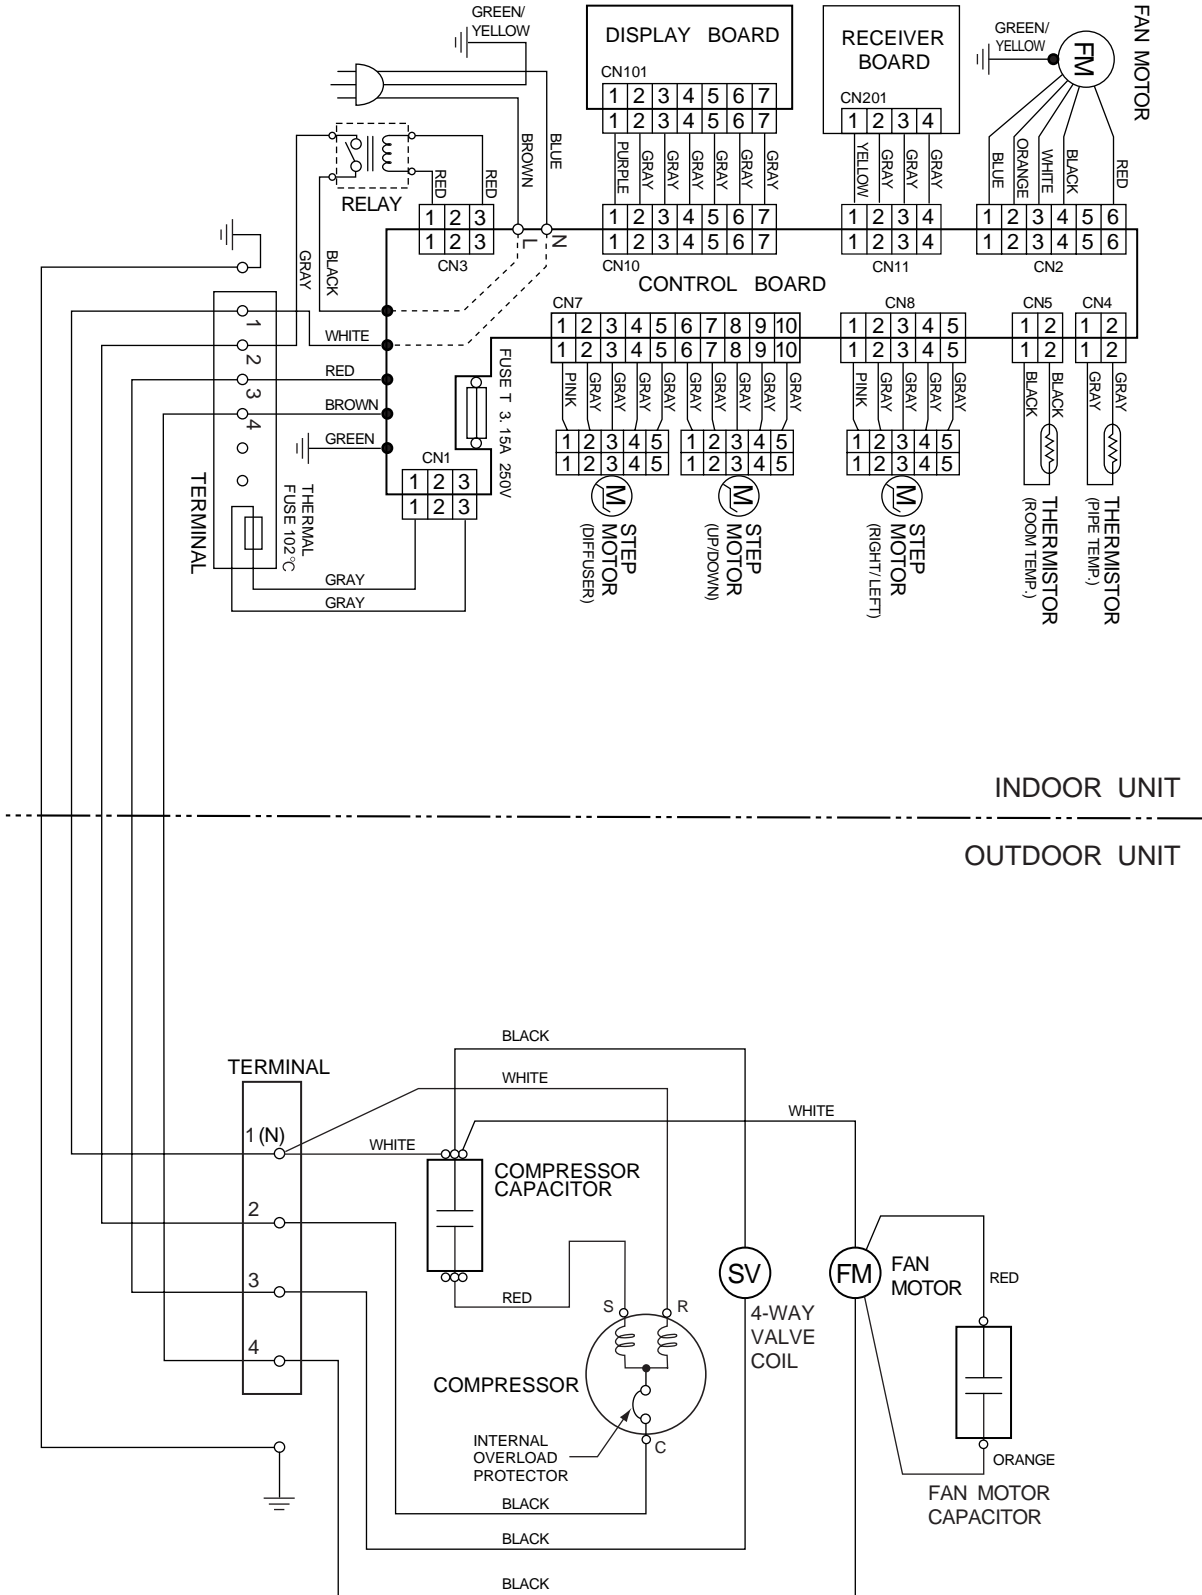 GREEN/
YELLOW
DISPLAY BOARD
CN101
1 2 3 4 5 6 7
1 2 3 4 5 6 7
RECEIVER
BOARD
CN201
1 2 3 4
GREEN/
YELLOW
FM
FAN MOTOR
BROWN
BLUE
PURPLE
GRAY
GRAY
GRAY
GRAY
GRAY
GRAY
YELLOW
GRAY
GRAY
GRAY
BLUE
ORANGE
WHITE
BLACK
RED
RELAY
RED
RED
1 2 3
1 2 3
CN3
L
N
1 2 3 4 5 6 7
1 2 3 4 5 6 7
CN10
1 2 3 4
1 2 3 4
CN11
1 2 3 4 5 6
1 2 3 4 5 6
CN2
CONTROL BOARD
GRAY
BLACK
1
2
3
4
TERMINAL
WHITE
RED
BROWN
GREEN
FUSE T 3.15A 250V
CN7
1 2 3 4 5 6 7 8 9 10
1 2 3 4 5 6 7 8 9 10
CN8
1 2 3 4 5
1 2 3 4 5
CN5
1 2
1 2
CN4
1 2
1 2
PINK
GRAY
GRAY
GRAY
GRAY
GRAY
GRAY
GRAY
GRAY
GRAY
PINK
GRAY
GRAY
GRAY
GRAY
BLACK
BLACK
GRAY
GRAY
1 2 3 4 5
1 2 3 4 5
1 2 3 4 5
1 2 3 4 5
1 2 3 4 5
1 2 3 4 5
M
STEP
MOTOR
(DIFFUSER)
M
STEP
MOTOR
(UP/DOWN)
M
STEP
MOTOR
(RIGHT/LEFT)
THERMISTOR
(ROOM TEMP.)
THERMISTOR
(PIPE TEMP.)
CN1
1 2 3
1 2 3
THERMAL
FUSE 102°C
GRAY
GRAY
INDOOR UNIT
OUTDOOR UNIT
BLACK
TERMINAL
WHITE
WHITE
1 (N)
WHITE
COMPRESSOR
CAPACITOR
2
3
4
RED
S
R
SV
4-WAY
VALVE
COIL
FM
FAN
MOTOR
RED
COMPRESSOR
INTERNAL
OVERLOAD
PROTECTOR
C
ORANGE
FAN MOTOR
CAPACITOR
BLACK
BLACK
BLACK